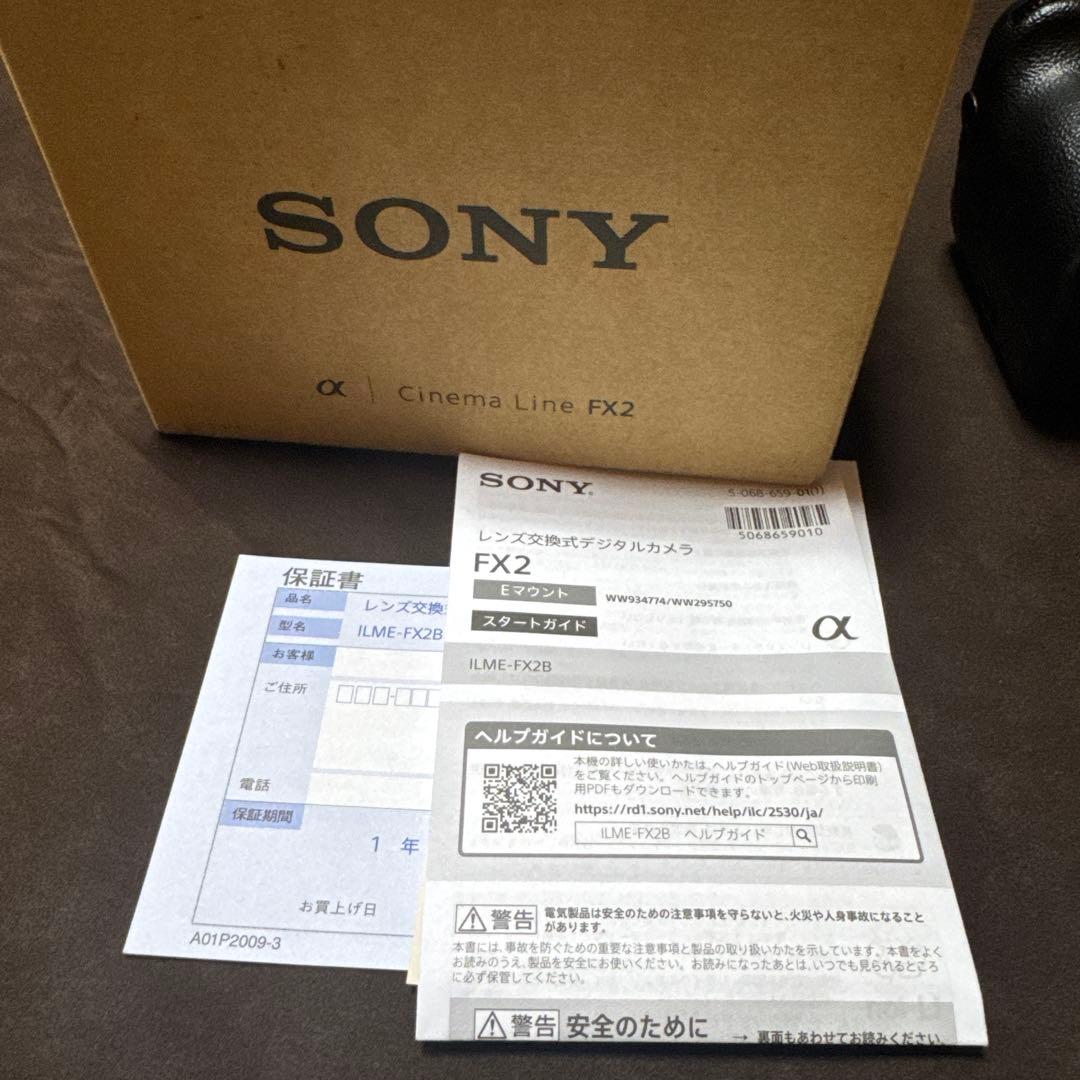 SONY
α | Cinema Line FX2
SONY®
5-068-659-01(1)
5068659010
レンズ交換式デジタルカメラ
FX2
Eマウント
WW934774/WW295750
スタートガイド
α
ILME-FX2B
ヘルプガイドについて
本機の詳しい使いかたは、ヘルプガイド(Web取扱説明書)
をご覧ください。ヘルプガイドのトップページから印刷
用PDFもダウンロードできます。
https://rd1.sony.net/help/ilc/2530/ja/
ILME-FX2B ヘルプガイド
警告
電気製品は安全のための注意事項を守らないと、火災や人身事故になること
があります。
本書には、事故を防ぐための重要な注意事項と製品の取り扱いかたを示しています。本書をよく
お読みのうえ、製品を安全にお使いください。お読みになったあとは、いつでも見られるところ
に必ず保管してください。
警告 安全のために
→ 裏面もあわせてお読みください。
保証書
品名 レンズ交換
型名 ILME-FX2B
お客様
ご住所
電話
保証期間
1 年
お買上げ日
A01P2009-3